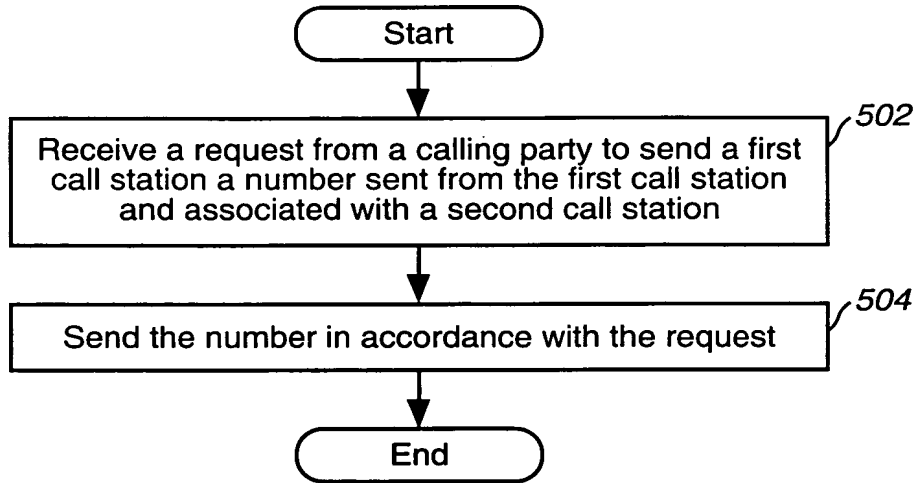 Start
502
Receive a request from a calling party to send a first
call station a number sent from the first call station
and associated with a second call station
504
Send the number in accordance with the request
End